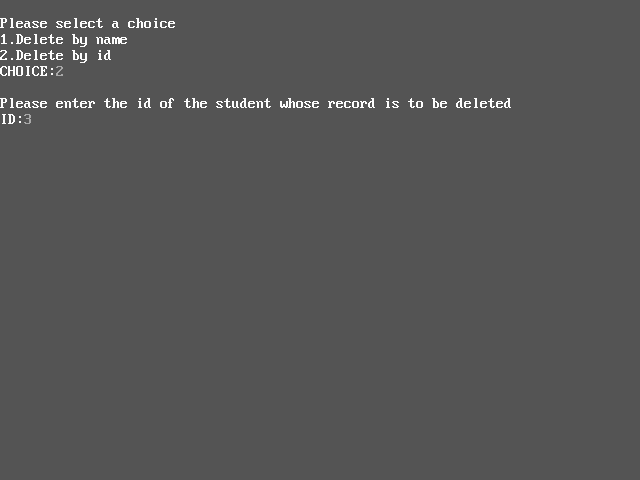 Please select a choice
1.Delete by name
2.Delete by id
CHOICE:2
Please enter the id of the student whose record is to be deleted
ID:3